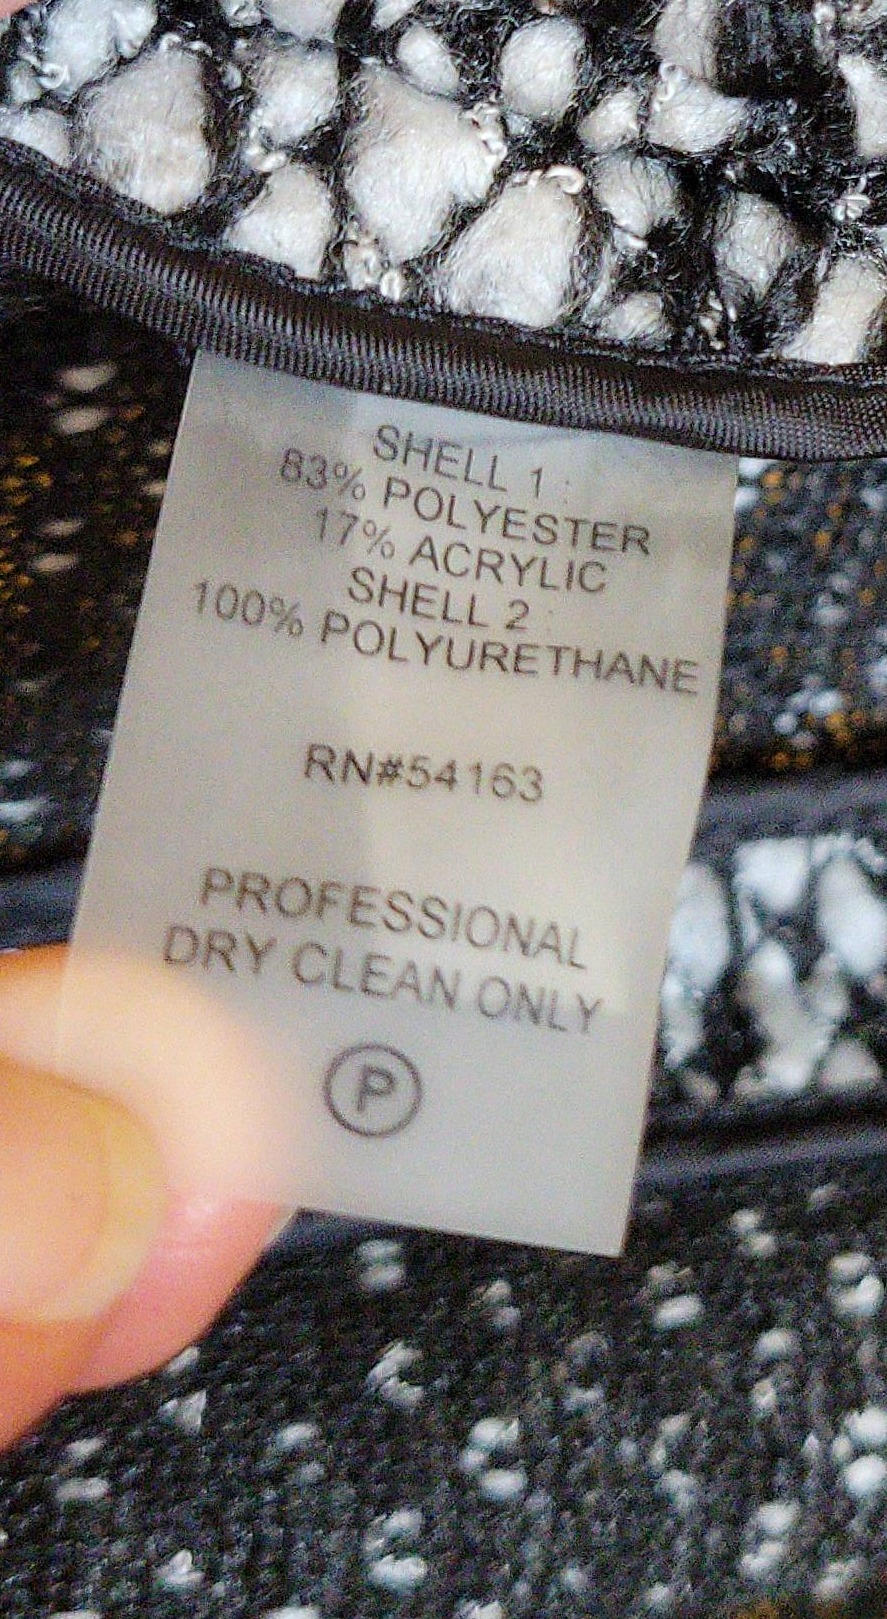 SHELL 1 :
83% POLYESTER
17% ACRYLIC
SHELL 2 :
100% POLYURETHANE
RN#54163
PROFESSIONAL
DRY CLEAN ONLY
P